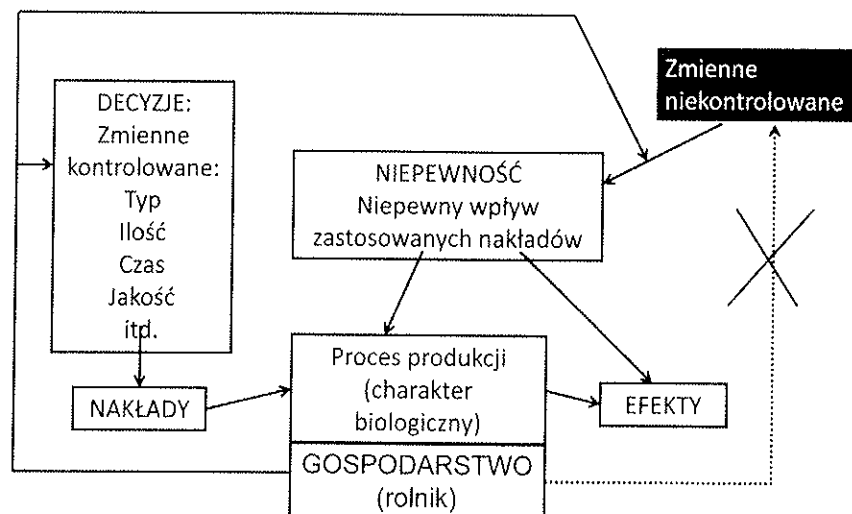 Zmienne
niekontrolowane
DECYZJE:
Zmienne
kontrolowane:
Typ
Ilość
Czas
Jakość
itd.
NIEPEWNOŚĆ
Niepewny wpływ
zastosowanych nakładów
Proces produkcji
(charakter
biologiczny)
NAKŁADY
EFEKTY
GOSPODARSTWO
(rolnik)